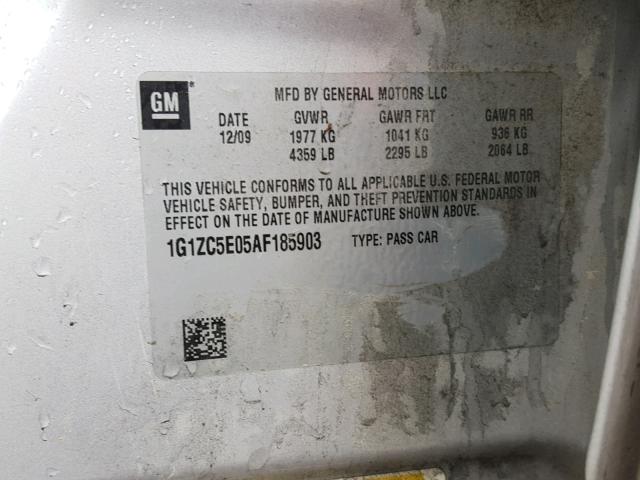 GM
MFD BY GENERAL MOTORS LLC
DATE GVWR GAWR FRT GAWR RR
12/09 1977 KG 1041 KG 936 KG
4359 LB 2295 LB 2064 LB
THIS VEHICLE CONFORMS TO ALL APPLICABLE U.S. FEDERAL MOTOR
VEHICLE SAFETY, BUMPER, AND THEFT PREVENTION STANDARDS IN
EFFECT ON THE DATE OF MANUFACTURE SHOWN ABOVE.
1G1ZC5E05AF185903 TYPE: PASS CAR